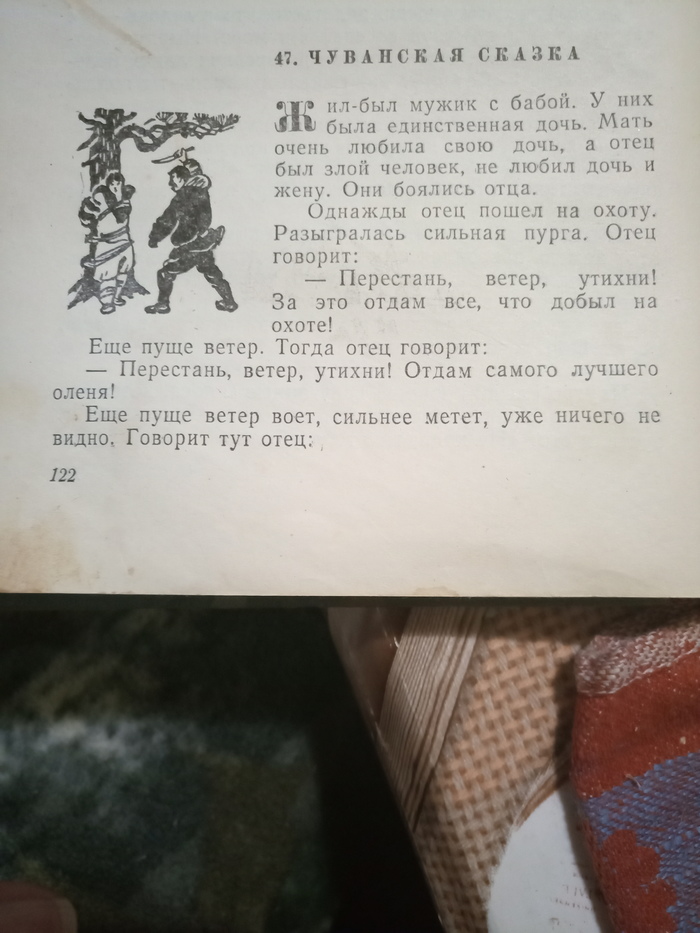 47. ЧУВАНСКАЯ СКАЗКА
Жил-был мужик с бабой. У них
была единственная дочь. Мать
очень любила свою дочь, а отец
был злой человек, не любил дочь и
жену. Они боялись отца.
Однажды отец пошел на охоту.
Разыгралась сильная пурга. Отец
говорит:
— Перестань, ветер, утихни!
За это отдам все, что добыл на
охоте!
Еще пуще ветер. Тогда отец говорит:
— Перестань, ветер, утихни! Отдам самого лучшего
оленя!
Еще пуще ветер воет, сильнее метет, уже ничего не
видно. Говорит тут отец:
122